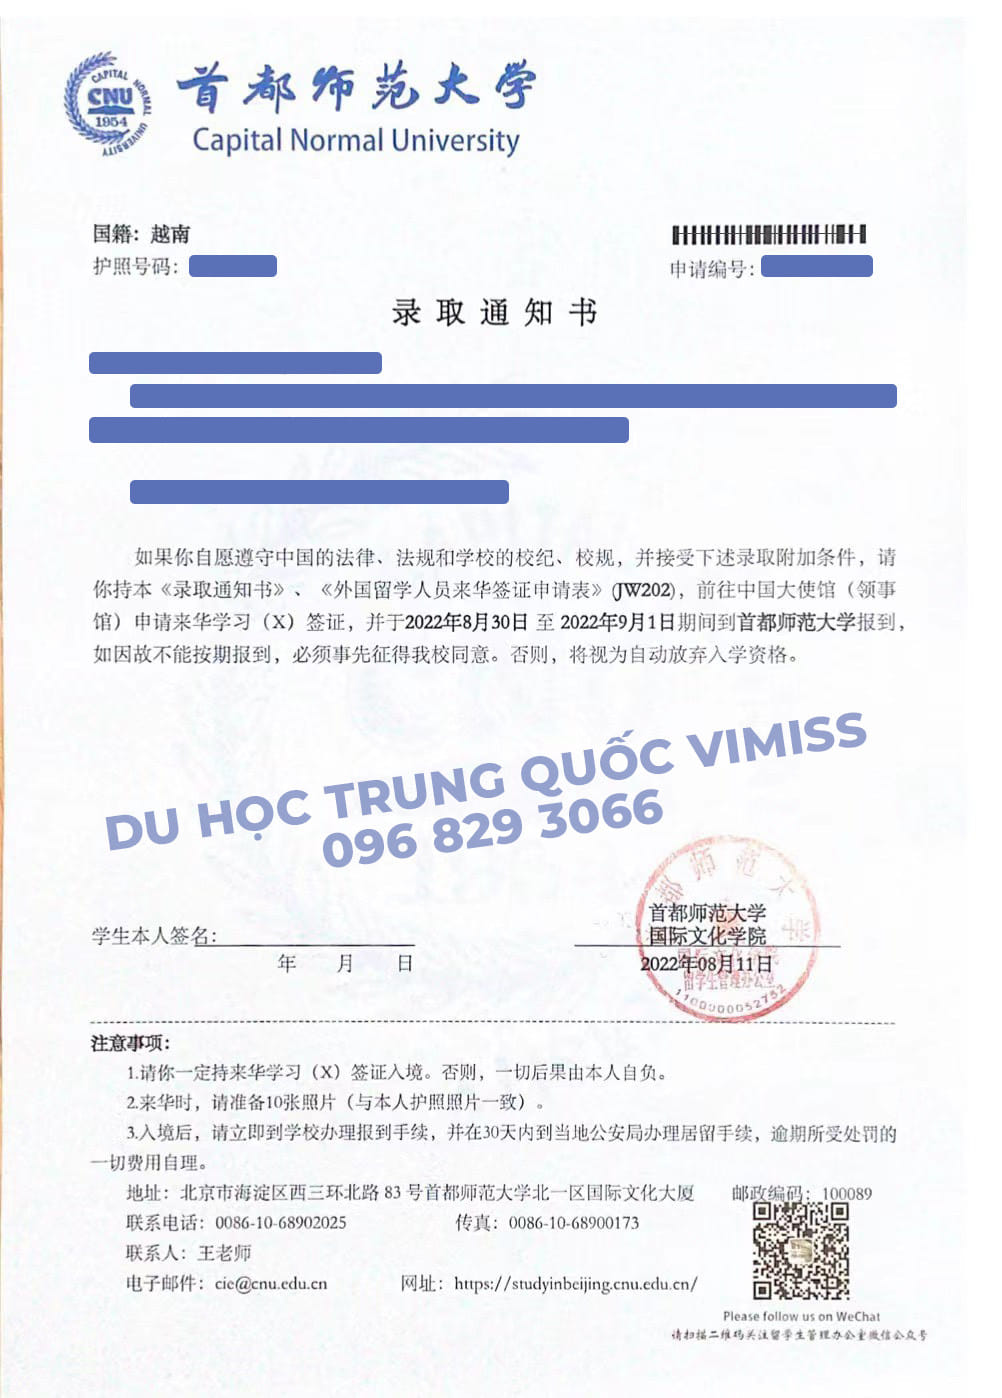 CAPITAL NORMAL UNIVERSITY
CNU
1954
首都师范大学
Capital Normal University
国籍：越南
护照号码：
申请编号：
录取通知书
如果你自愿遵守中国的法律、法规和学校的校纪、校规，并接受下述录取附加条件，请
你持本《录取通知书》、《外国留学人员来华签证申请表》(JW202)，前往中国大使馆（领事
馆）申请来华学习（X）签证，并于2022年8月30日 至 2022年9月1日期间到首都师范大学报到，
如因故不能按期报到，必须事先征得我校同意。否则，将视为自动放弃入学资格。
DU HỌC TRUNG QUỐC VIMISS
096 829 3066
学生本人签名：
年 月 日
首都师范大学
国际文化学院
2022年08月11日
都师范大学
国际文化学院
留学生管理办公室
1100000052752
注意事项：
1.请你一定持来华学习（X）签证入境。否则，一切后果由本人自负。
2.来华时，请准备10张照片（与本人护照照片一致）。
3.入境后，请立即到学校办理报到手续，并在30天内到当地公安局办理居留手续，逾期所受处罚的
一切费用自理。
地址：北京市海淀区西三环北路 83 号首都师范大学北一区国际文化大厦 邮政编码：100089
联系电话：0086-10-68902025 传真：0086-10-68900173
联系人：王老师
电子邮件：cie@cnu.edu.cn 网址：https://studyinbeijing.cnu.edu.cn/
Please follow us on WeChat
请扫描二维码关注留学生管理办公室微信公众号